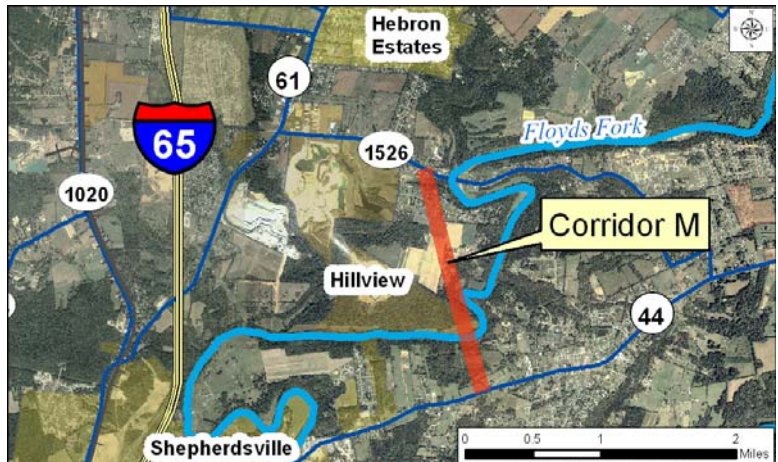 Hebron
Estates
61
65
1526
Floyds Fork
1020
Corridor M
Hillview
44
Shepherdsville
0 0.5 1 2
Miles